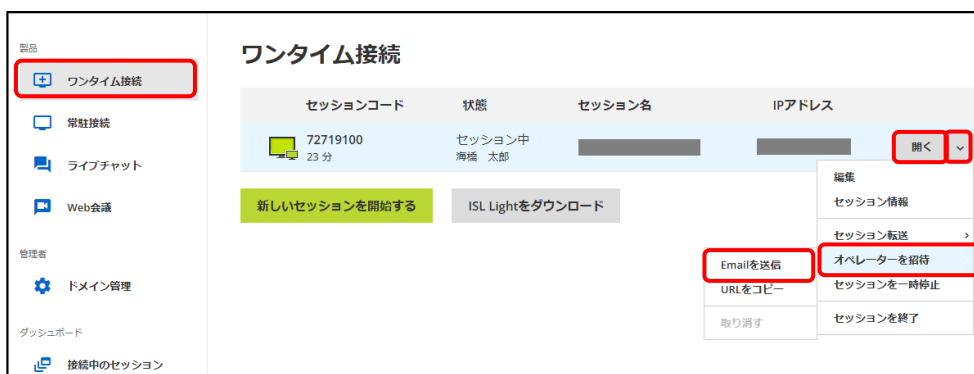 製品
ワンタイム接続
常駐接続
ライブチャット
Web会議
管理者
ドメイン管理
ダッシュボード
接続中のセッション
ワンタイム接続
セッションコード 状態 セッション名 IPアドレス
72719100 セッション中 開く
23 分 海橋 太郎
新しいセッションを開始する ISL Lightをダウンロード
編集
セッション情報
セッション転送
オペレーターを招待
セッションを一時停止
セッションを終了
Emailを送信
URLをコピー
取り消す